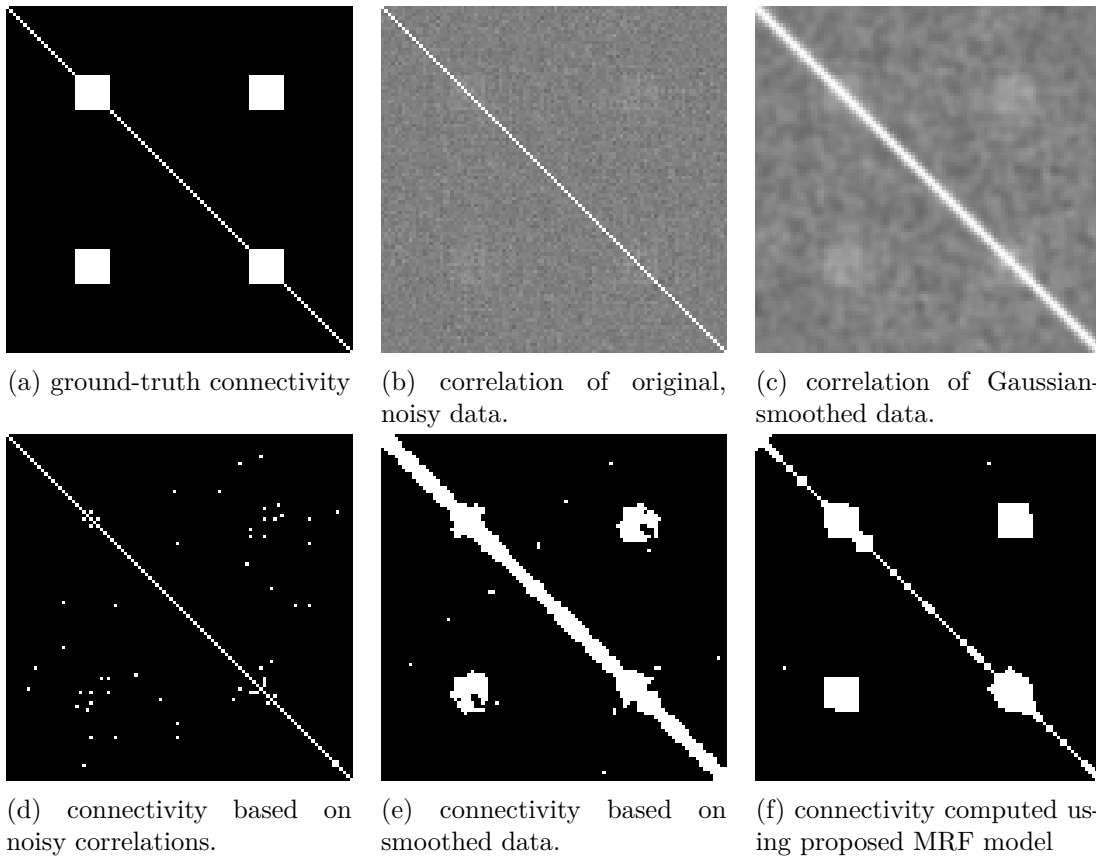 (a) ground-truth connectivity
(b) correlation of original,
noisy data.
(c) correlation of Gaussian-
smoothed data.
(d) connectivity based on
noisy correlations.
(e) connectivity based on
smoothed data.
(f) connectivity computed us-
ing proposed MRF model